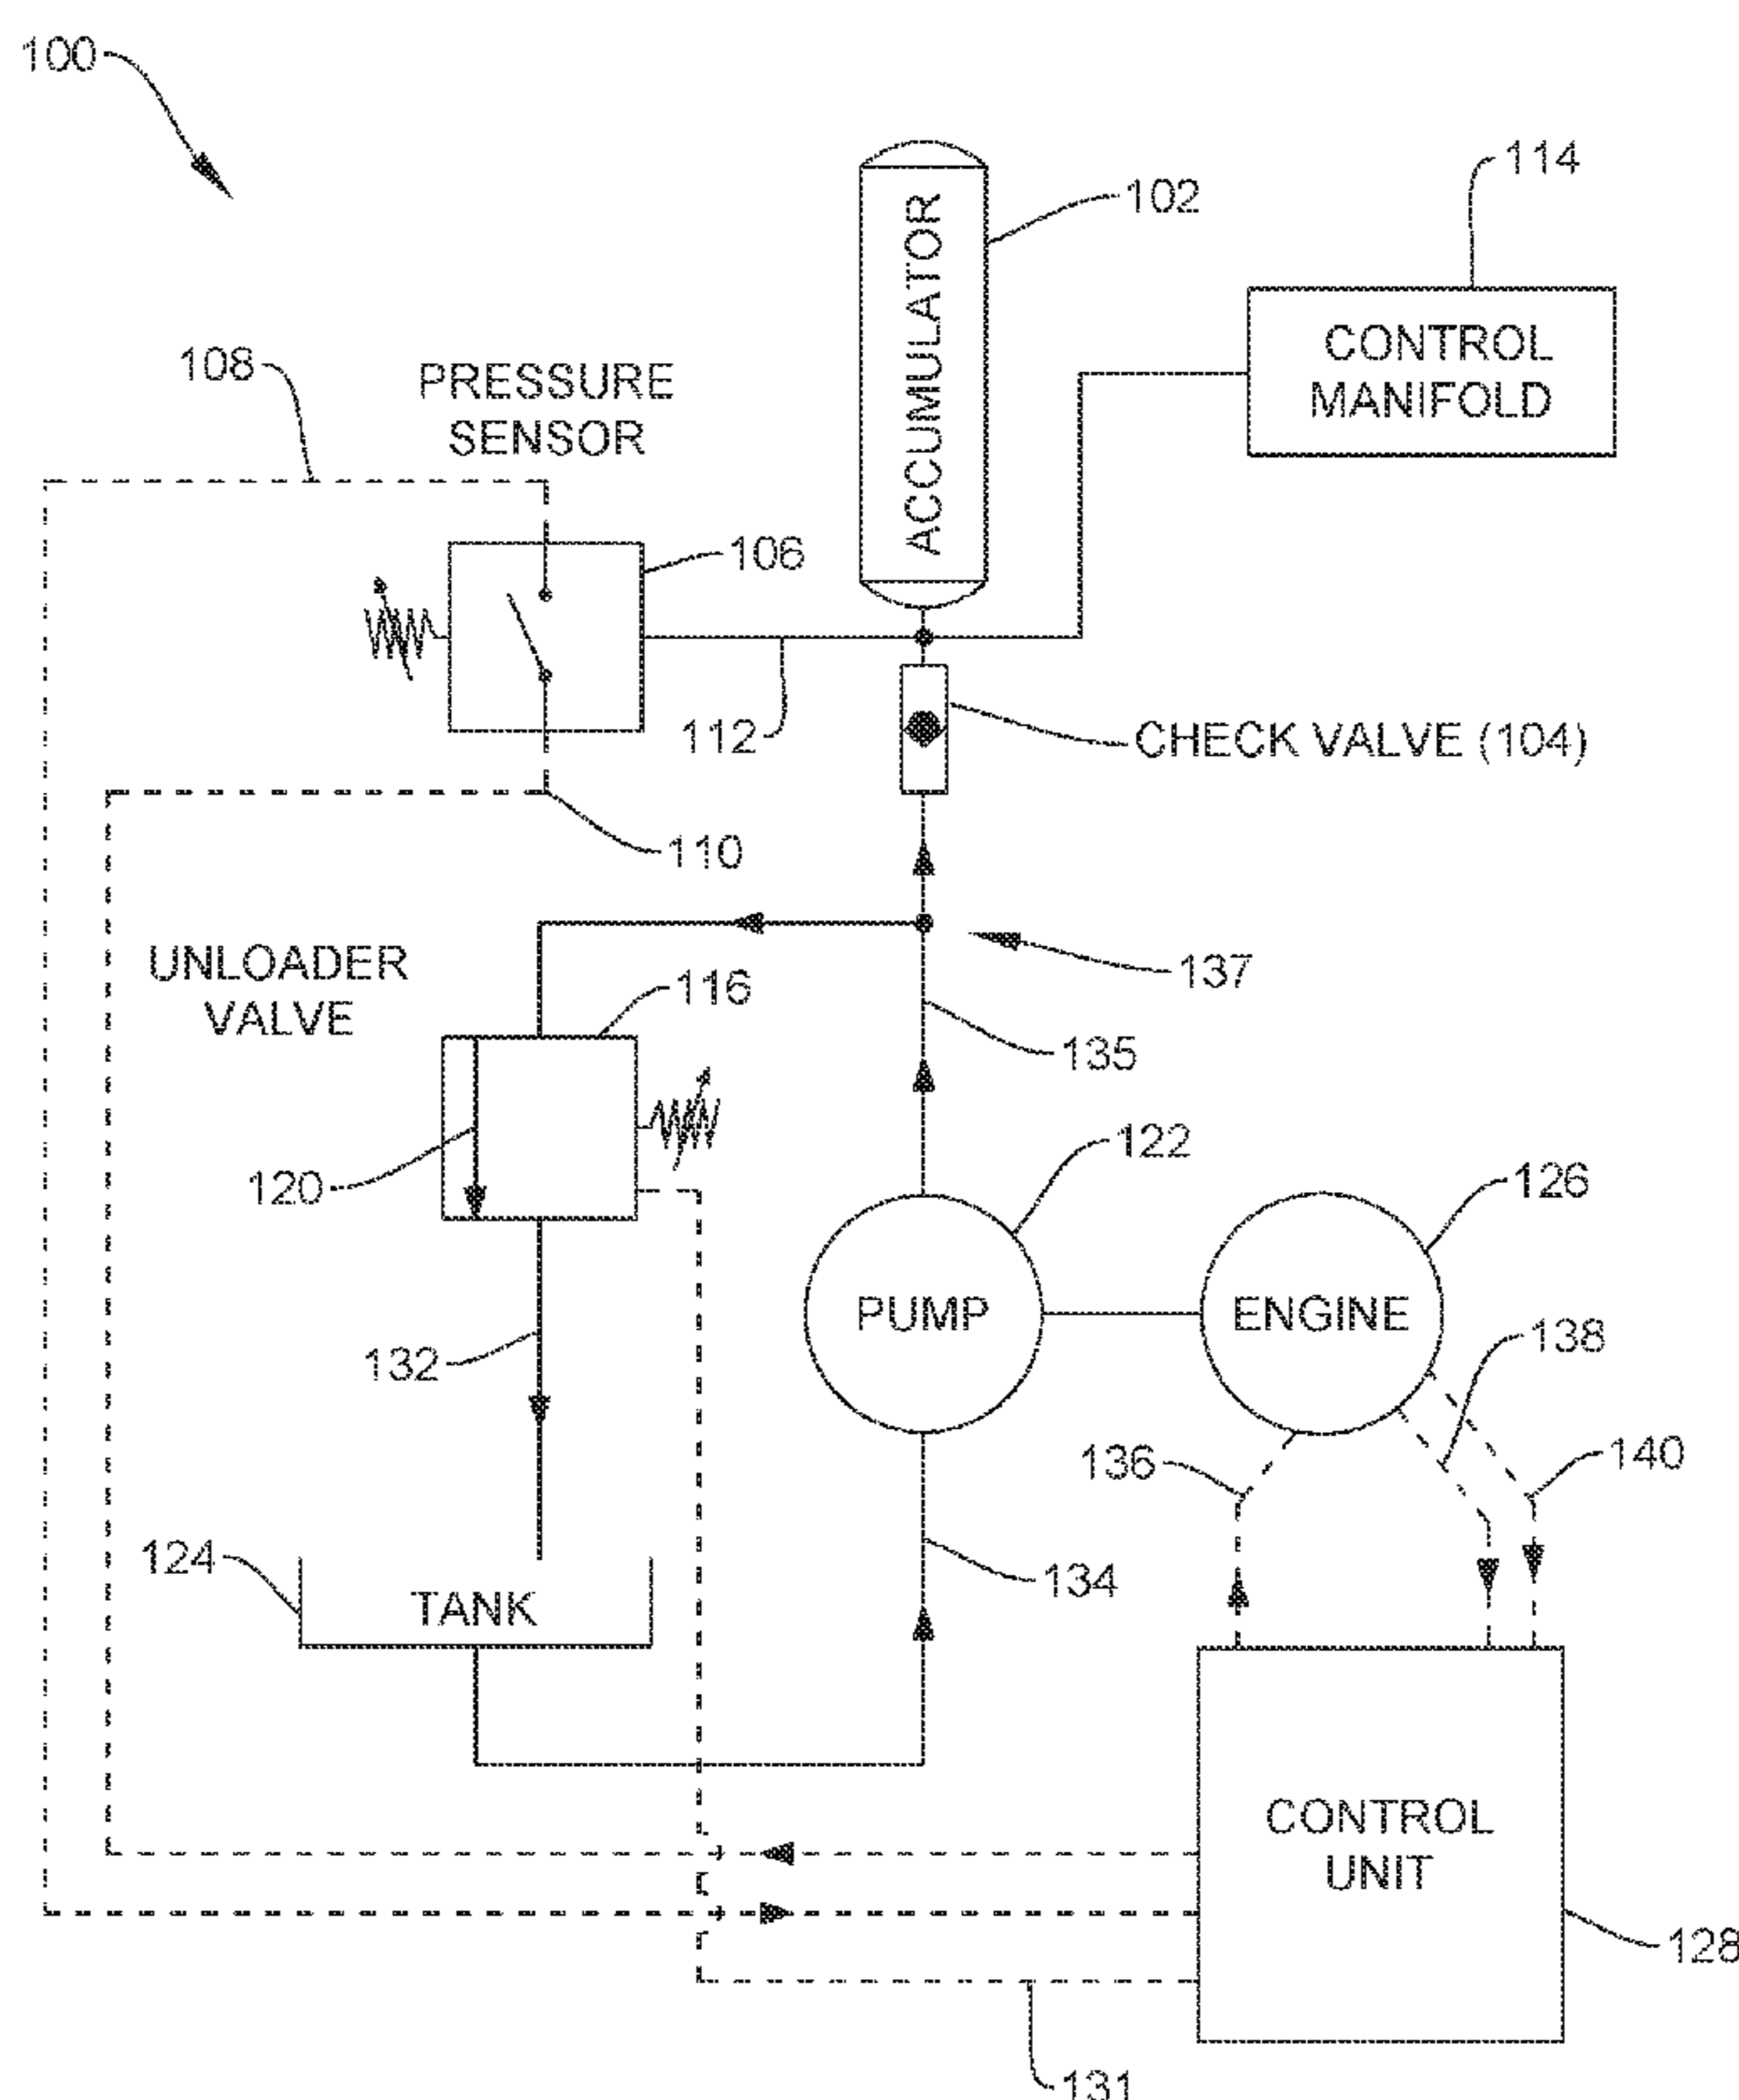 100
114
102
ACCUMULATOR
CONTROL
MANIFOLD
108
PRESSURE
SENSOR
106
112
CHECK VALVE (104)
110
UNLOADER
VALVE
116
137
135
120
122
126
PUMP
ENGINE
132
138
136
140
124
TANK
134
CONTROL
UNIT
128
131